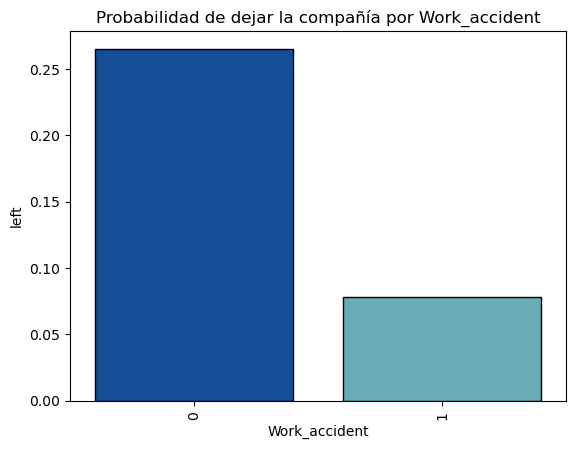 Probabilidad de dejar la compañía por Work_accident
0.25
0.20
0.15
0.10
0.05
0.00
left
0
1
Work_accident